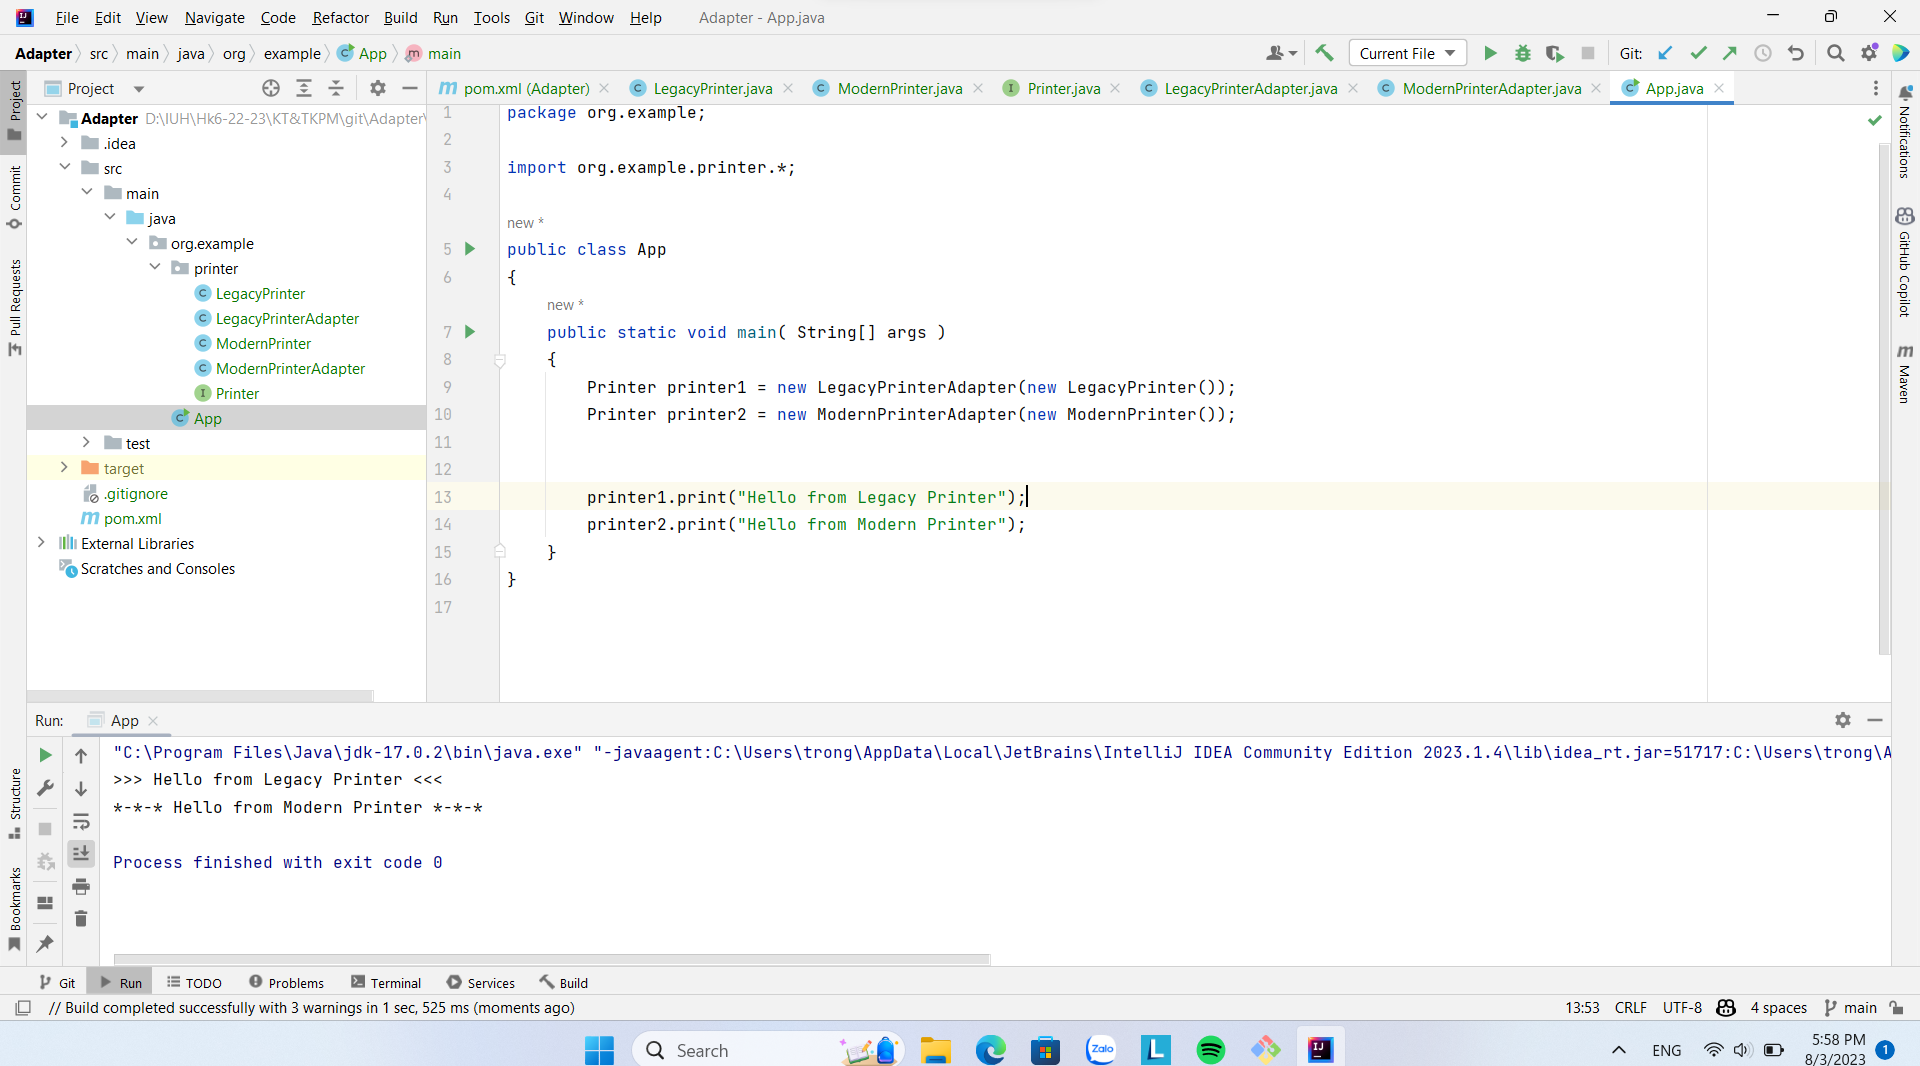 File Edit View Navigate Code Refactor Build Run Tools Git Window Help Adapter - App.java
Adapter src main java org example App main
Current File Git:
Project
pom.xml (Adapter) LegacyPrinter.java ModernPrinter.java Printer.java LegacyPrinterAdapter.java ModernPrinterAdapter.java App.java
Project
Commit
Pull Requests
Structure
Bookmarks
Adapter D:\IUH\Hk6-22-23\KT&TKPM\git\Adapter\
.idea
src
main
java
org.example
printer
LegacyPrinter
LegacyPrinterAdapter
ModernPrinter
ModernPrinterAdapter
Printer
App
test
target
.gitignore
pom.xml
External Libraries
Scratches and Consoles
1 package org.example;
2
3 import org.example.printer.*;
4
new *
5 public class App
6 {
new *
7 public static void main( String[] args )
8 {
9 Printer printer1 = new LegacyPrinterAdapter(new LegacyPrinter());
10 Printer printer2 = new ModernPrinterAdapter(new ModernPrinter());
11
12
13 printer1.print("Hello from Legacy Printer");
14 printer2.print("Hello from Modern Printer");
15 }
16 }
17
Notifications
GitHub Copilot
Maven
Run: App
"C:\Program Files\Java\jdk-17.0.2\bin\java.exe" "-javaagent:C:\Users\trong\AppData\Local\JetBrains\IntelliJ IDEA Community Edition 2023.1.4\lib\idea_rt.jar=51717:C:\Users\trong\A
>>> Hello from Legacy Printer <<<
*-*-* Hello from Modern Printer *-*-*
Process finished with exit code 0
Git Run TODO Problems Terminal Services Build
// Build completed successfully with 3 warnings in 1 sec, 525 ms (moments ago) 13:53 CRLF UTF-8 4 spaces main
Search Zalo L IJ ENG 5:58 PM 1
8/3/2023